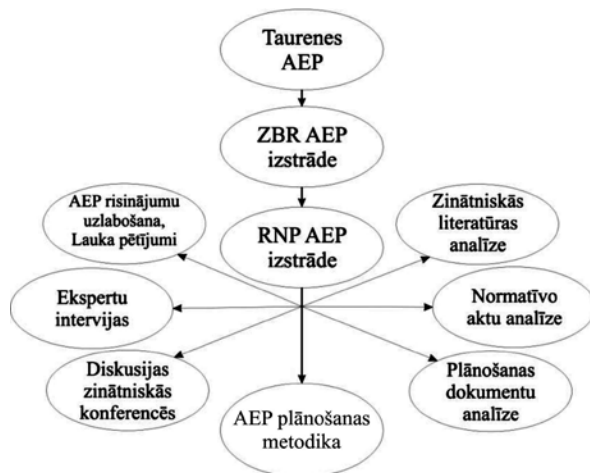 Taurenes
AEP
ZBR AEP
izstrāde
RNP AEP
izstrāde
AEP risinājumu
uzlabošana,
Lauka pētījumi
Zinātniskās
literatūras
analīze
Ekspertu
intervijas
Normatīvo
aktu analīze
Diskusijas
zinātniskās
konferencēs
Plānošanas
dokumentu
analīze
AEP plānošanas
metodika